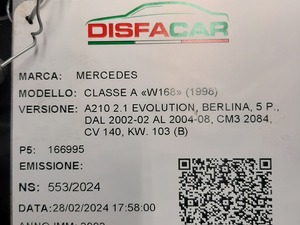 DISFACAR
MARCA: MERCEDES
MODELLO: CLASSE A «W168» (1998)
VERSIONE: A210 2.1 EVOLUTION, BERLINA, 5 P.,
DAL 2002-02 AL 2004-08, CM3 2084,
CV 140, KW. 103 (B)
P5: 166995
EMISSIONE:
NS: 553/2024
DATA:28/02/2024 17:58:00